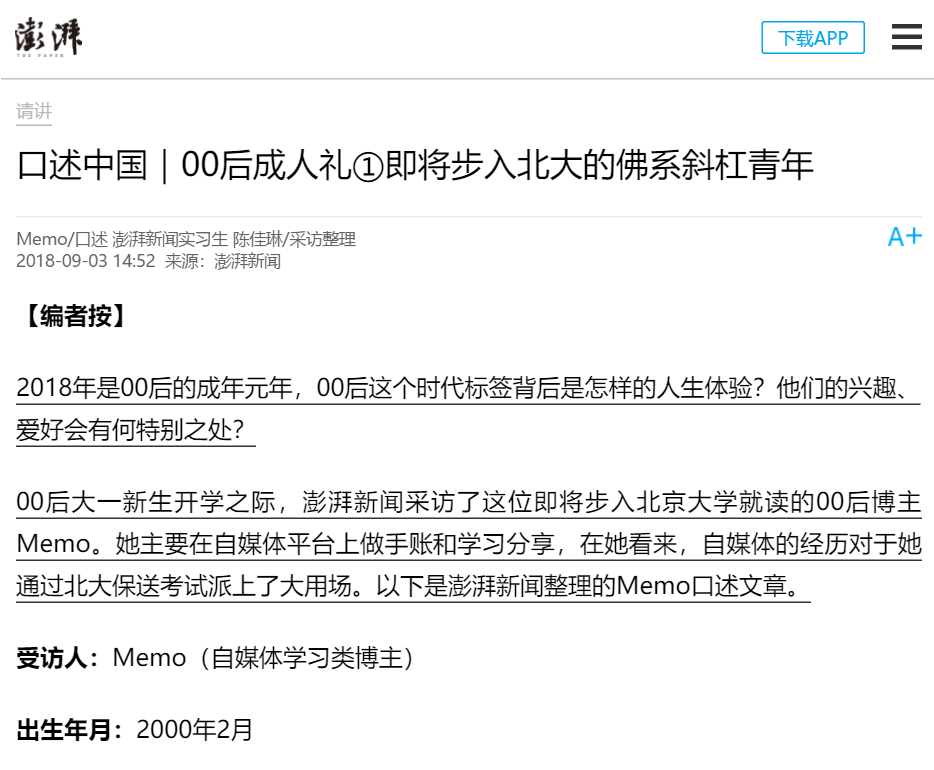 澎湃
THE PAPER
下载APP
请讲
口述中国｜00后成人礼①即将步入北大的佛系斜杠青年
Memo/口述 澎湃新闻实习生 陈佳琳/采访整理
A+
2018-09-03 14:52 来源：澎湃新闻
【编者按】
2018年是00后的成年元年，00后这个时代标签背后是怎样的人生体验？他们的兴趣、
爱好会有何特别之处？
00后大一新生开学之际，澎湃新闻采访了这位即将步入北京大学就读的00后博主
Memo。她主要在自媒体平台上做手账和学习分享，在她看来，自媒体的经历对于她
通过北大保送考试派上了大用场。以下是澎湃新闻整理的Memo口述文章。
受访人：Memo（自媒体学习类博主）
出生年月：2000年2月